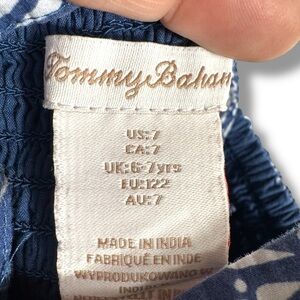 Tommy Baham
US: 7
CA: 7
UK: 6-7yrs
EU: 122
AU: 7
MADE IN INDIA
FABRIQUÉ EN INDE
WYPRODUKOWANO W